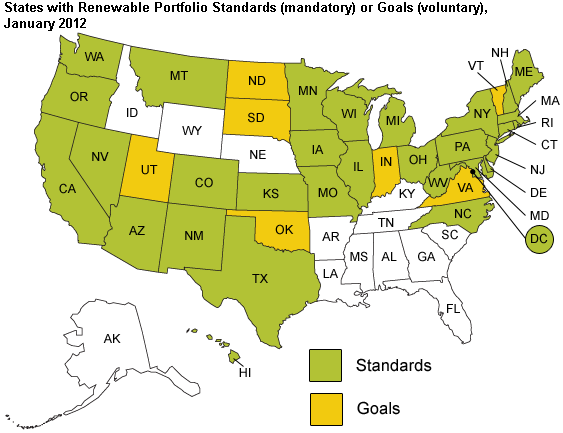 States with Renewable Portfolio Standards (mandatory) or Goals (voluntary),
January 2012
WA
MT
ND
MN
VT
NH
ME
OR
ID
WY
SD
WI
MI
NY
MA
RI
CT
NV
UT
CO
NE
IA
IL
IN
OH
PA
NJ
CA
KS
MO
KY
WV
VA
DE
MD
DC
AZ
NM
OK
AR
TN
NC
SC
TX
LA
MS
AL
GA
FL
AK
HI
Standards
Goals